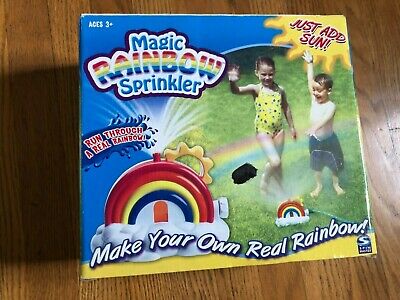 AGES 3+
Magic
RAINBOW
Sprinkler
JUST ADD
SUN!
RUN THROUGH
A REAL RAINBOW!
Make Your Own Real Rainbow!